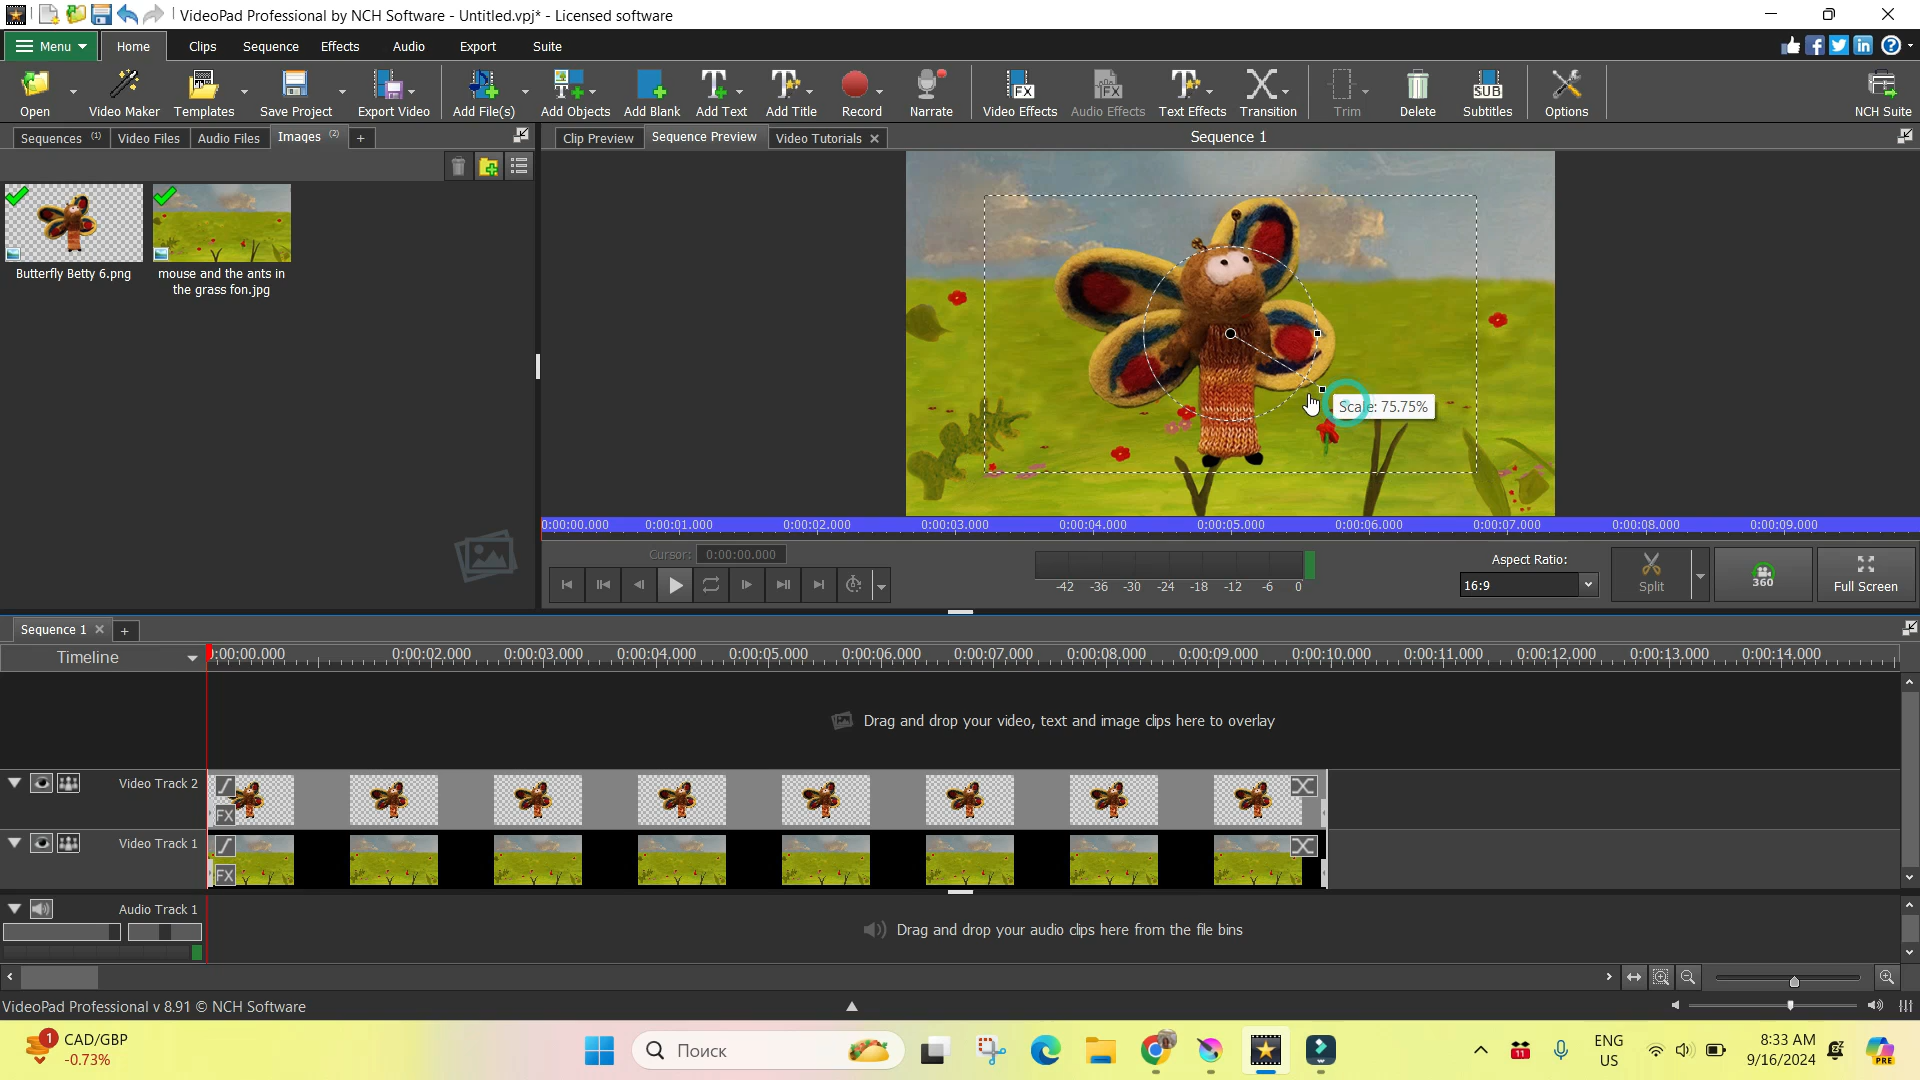 VideoPad Professional by NCH Software - Untitled.vpj* - Licensed software
Menu Home Clips Sequence Effects Audio Export Suite
Open Video Maker Templates Save Project Export Video Add File(s) Add Objects Add Blank Add Text Add Title Record Narrate Video Effects Audio Effects Text Effects Transition Trim Delete Subtitles Options NCH Suite
Sequences (1) Video Files Audio Files Images (2) + Clip Preview Sequence Preview Video Tutorials Sequence 1
Butterfly Betty 6.png
mouse and the ants in
the grass fon.jpg
Scale: 75.75%
0:00:00.000 0:00:01.000 0:00:02.000 0:00:03.000 0:00:04.000 0:00:05.000 0:00:06.000 0:00:07.000 0:00:08.000 0:00:09.000
Cursor: 0:00:00.000
-42 -36 -30 -24 -18 -12 -6 0
Aspect Ratio:
16:9
Split
360
Full Screen
Sequence 1 +
Timeline
0:00:00.000 0:00:02.000 0:00:03.000 0:00:04.000 0:00:05.000 0:00:06.000 0:00:07.000 0:00:08.000 0:00:09.000 0:00:10.000 0:00:11.000 0:00:12.000 0:00:13.000 0:00:14.000
Drag and drop your video, text and image clips here to overlay
Video Track 2
FX
Video Track 1
FX
Audio Track 1
Drag and drop your audio clips here from the file bins
VideoPad Professional v 8.91 © NCH Software
1 CAD/GBP
-0.73%
Поиск
11
ENG
US
8:33 AM
9/16/2024
PRE